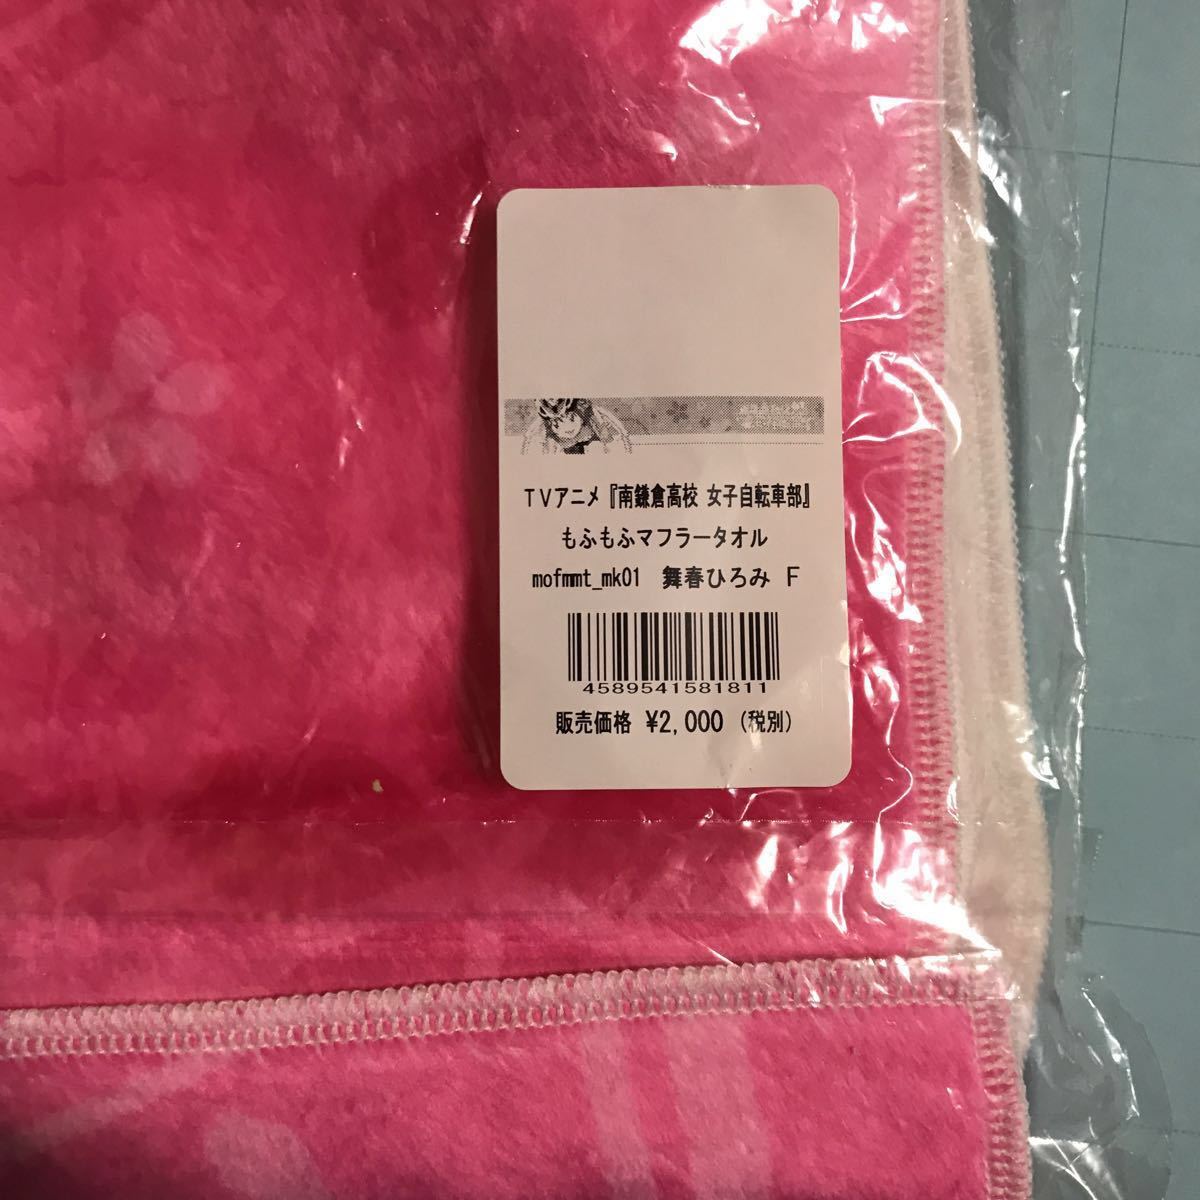 TVアニメ『南鎌倉高校 女子自転車部』
もふもふマフラータオル
mofmmt_mk01 舞春ひろみ F
4589541581811
販売価格 ¥2,000 (税別)